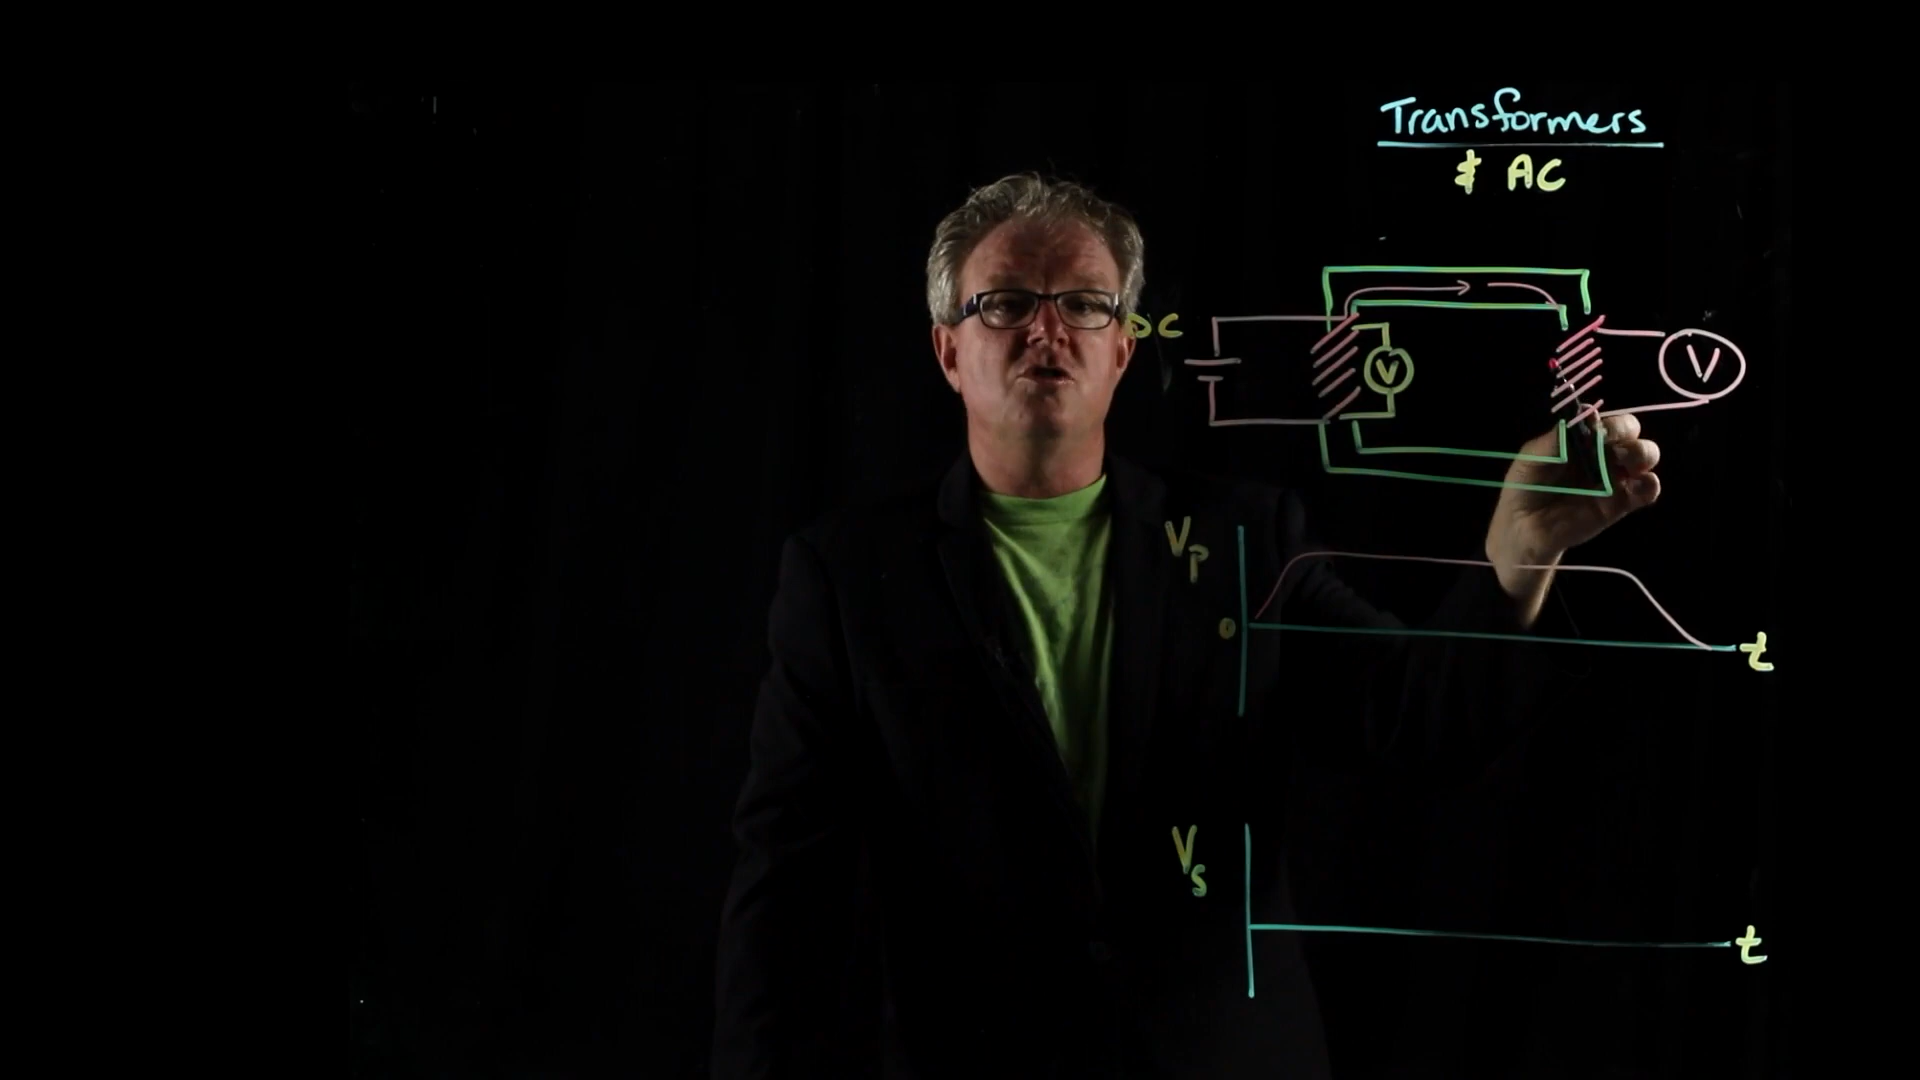 Transformers
& AC
DC
V
V
Vp
0
t
Vs
t